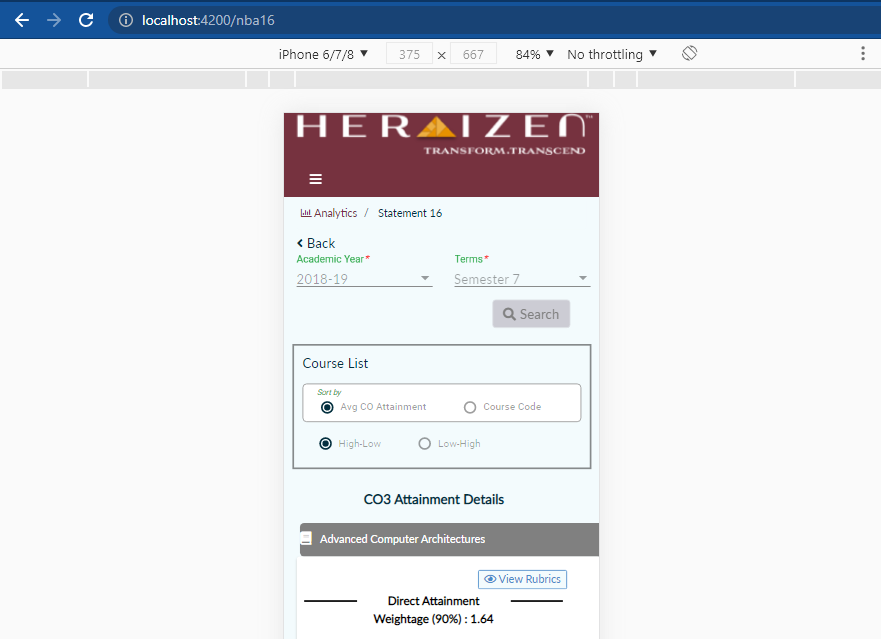 localhost:4200/nba16
iPhone 6/7/8 ▼ 375 × 667 84% ▼ No throttling ▼
HERAIZEN™
TRANSFORM.TRANSCEND
Analytics / Statement 16
Back
Academic Year* Terms*
2018-19 Semester 7
Search
Course List
Sort by
Avg CO Attainment Course Code
High-Low Low-High
CO3 Attainment Details
Advanced Computer Architectures
View Rubrics
Direct Attainment
Weightage (90%) : 1.64